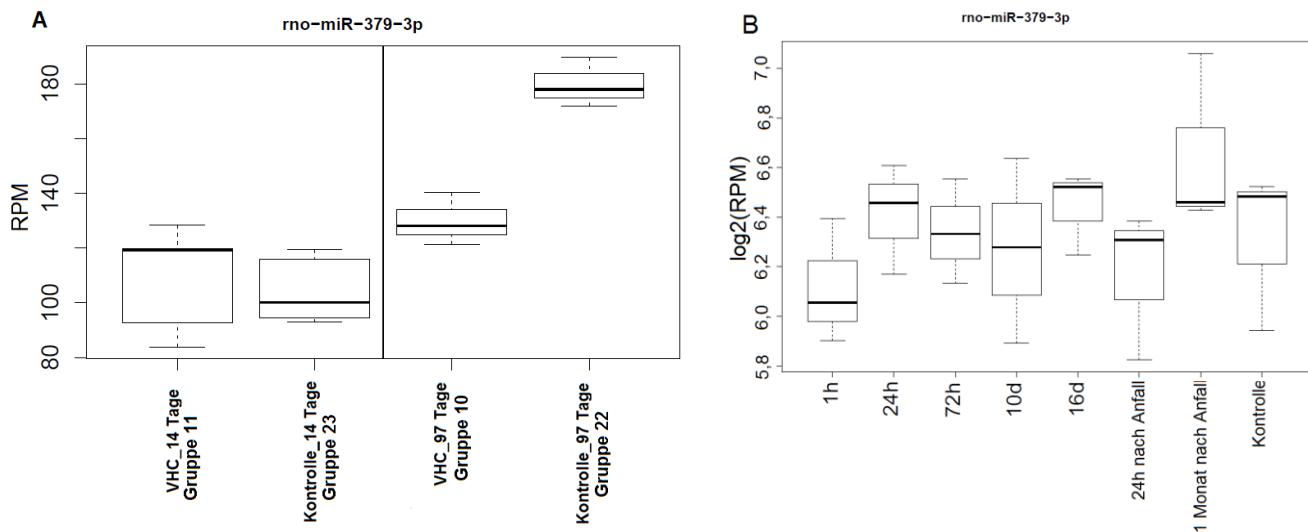 A
rno-miR-379-3p
RPM
180
140
100
80
VHC_14 Tage
Gruppe 11
Kontrolle_14 Tage
Gruppe 23
VHC_97 Tage
Gruppe 10
Kontrolle_97 Tage
Gruppe 22
B
rno-miR-379-3p
log2(RPM)
7,0
6,8
6,6
6,4
6,2
6,0
5,8
1h
24h
72h
10d
16d
24h nach Anfall
1 Monat nach Anfall
Kontrolle